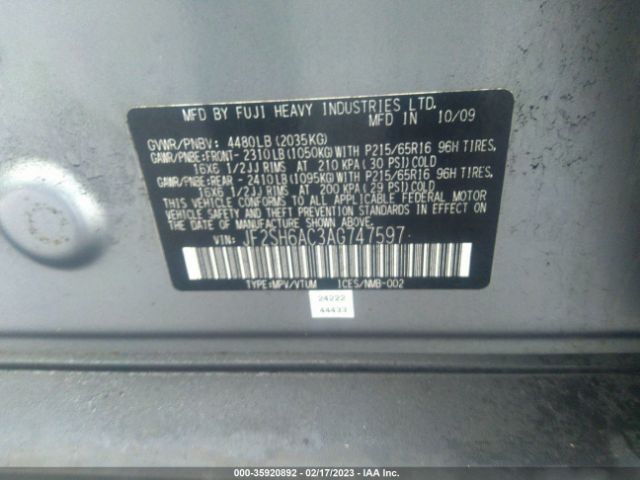 MFD BY FUJI HEAVY INDUSTRIES LTD.
MFD IN 10/09
GVWR/PNBV: 4480LB(2035KG)
GAWR/PNBE:FRONT- 2310LB(1050KG)WITH P215/65R16 96H TIRES,
16X6 1/2JJ RIMS AT 210 KPA (30 PSI)COLD
GAWR/PNBE:REAR - 2410LB(1095KG)WITH P215/65R16 96H TIRES,
16X6 1/2JJ RIMS AT 200 KPA (29 PSI)COLD
THIS VEHICLE CONFORMS TO ALL APPLICABLE FEDERAL MOTOR
VEHICLE SAFETY AND BUMPER STANDARDS IN EFFECT ON
THE DATE OF MANUFACTURE SHOWN ABOVE.
VIN: JF2SH6AC3AG747597
TYPE:MPV/VTUM ICES/NMB-002
24222
44433
000-35920892 - 02/17/2023 - IAA Inc.